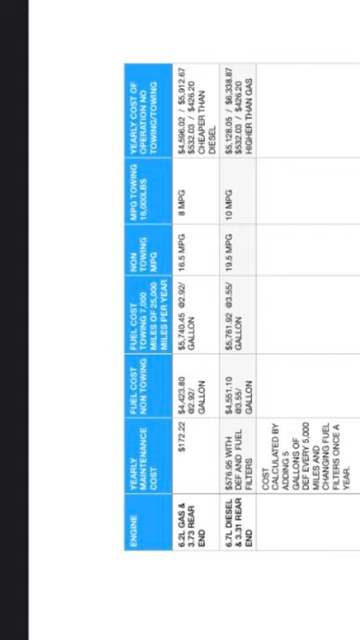 ENGINE
YEARLY
MAINTENANCE
COST
FUEL COST
NON TOWING
FUEL COST
TOWING 7,000
MILES OF 25,000
MILES PER YEAR
NON
TOWING
MPG
MPG TOWING
16,000LBS
YEARLY COST OF
OPERATION NO
TOWING/TOWING
6.2L GAS &
3.73 REAR
END
$172.22
$4,423.80
@2.92/
GALLON
$5,740.45 @2.92/
GALLON
16.5 MPG
8 MPG
$4,596.02 / $5,912.67
$532.03 / $426.20
CHEAPER THAN
DIESEL
6.7L DIESEL
& 3.31 REAR
END
$576.95 WITH
DEF AND FUEL
FILTERS
$4,551.10
@3.55/
GALLON
$5,761.92 @3.55/
GALLON
19.5 MPG
10 MPG
$5,128.05 / $6,338.87
$532.03 / $426.20
HIGHER THAN GAS
COST
CALCULATED BY
ADDING 5
GALLONS OF
DEF EVERY 5,000
MILES AND
CHANGING FUEL
FILTERS ONCE A
YEAR.